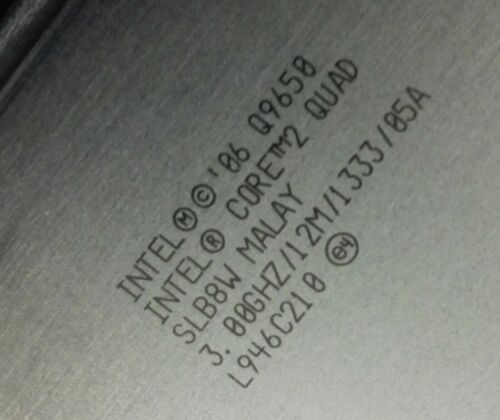 INTEL Ⓜ © '06 Q9650
INTEL® CORE™2 QUAD
SLB8W MALAY
3.00GHZ/12M/1333/05A
L946C210 e4